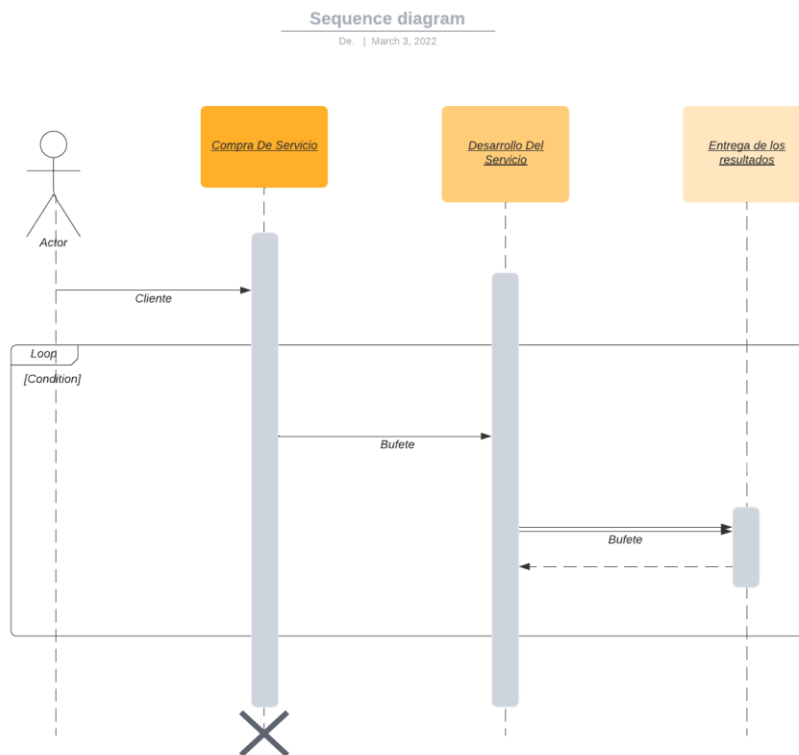 Sequence diagram
De. | March 3, 2022
Compra De Servicio
Desarrollo Del
Servicio
Entrega de los
resultados
Actor
Cliente
Loop
[Condition]
Bufete
Bufete